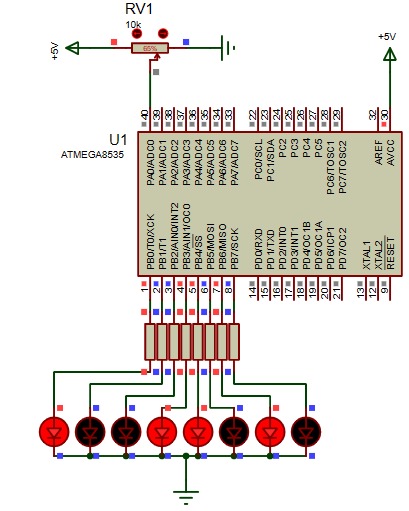 RV1
10k
+5V
65%
+5V
40
39
38
37
36
35
34
33
22
23
24
25
26
27
28
29
32
30
U1
ATMEGA8535
PA0/ADC0
PA1/ADC1
PA2/ADC2
PA3/ADC3
PA4/ADC4
PA5/ADC5
PA6/ADC6
PA7/ADC7
PC0/SCL
PC1/SDA
PC2
PC3
PC4
PC5
PC6/TOSC1
PC7/TOSC2
AREF
AVCC
PB0/T0/XCK
PB1/T1
PB2/AIN0/INT2
PB3/AIN1/OC0
PB4/SS
PB5/MOSI
PB6/MISO
PB7/SCK
PD0/RXD
PD1/TXD
PD2/INT0
PD3/INT1
PD4/OC1B
PD5/OC1A
PD6/ICP1
PD7/OC2
XTAL1
XTAL2
RESET
1
2
3
4
5
6
7
8
14
15
16
17
18
19
20
21
13
12
9